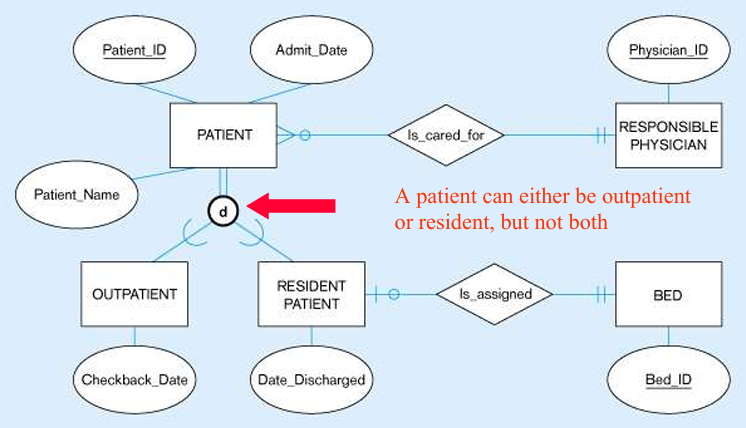 Patient_ID
Admit_Date
Physician_ID
PATIENT
Is_cared_for
RESPONSIBLE
PHYSICIAN
Patient_Name
d
A patient can either be outpatient
or resident, but not both
OUTPATIENT
RESIDENT
PATIENT
Is_assigned
BED
Checkback_Date
Date_Discharged
Bed_ID